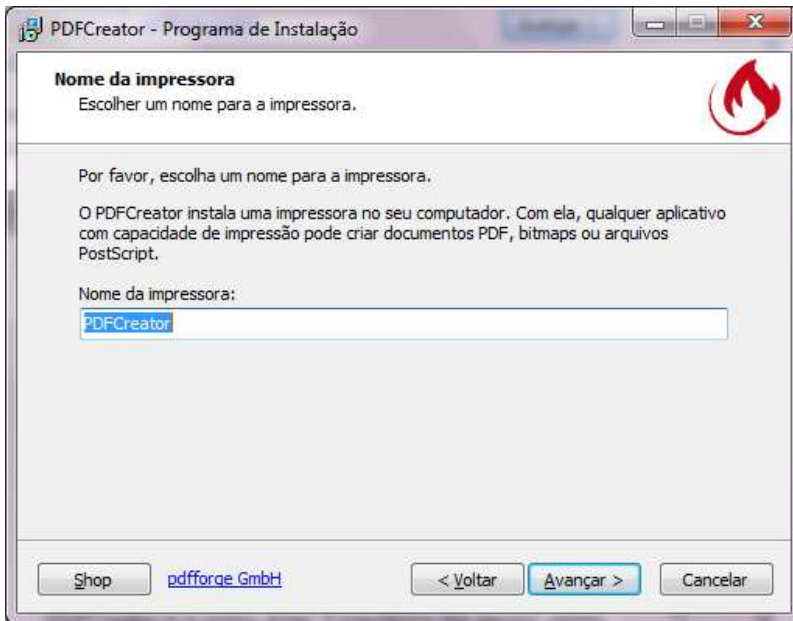 PDFCreator - Programa de Instalação
Nome da impressora
Escolher um nome para a impressora.
Por favor, escolha um nome para a impressora.
O PDFCreator instala uma impressora no seu computador. Com ela, qualquer aplicativo
com capacidade de impressão pode criar documentos PDF, bitmaps ou arquivos
PostScript.
Nome da impressora:
PDFCreator
Shop pdfforge GmbH < Voltar Avançar > Cancelar